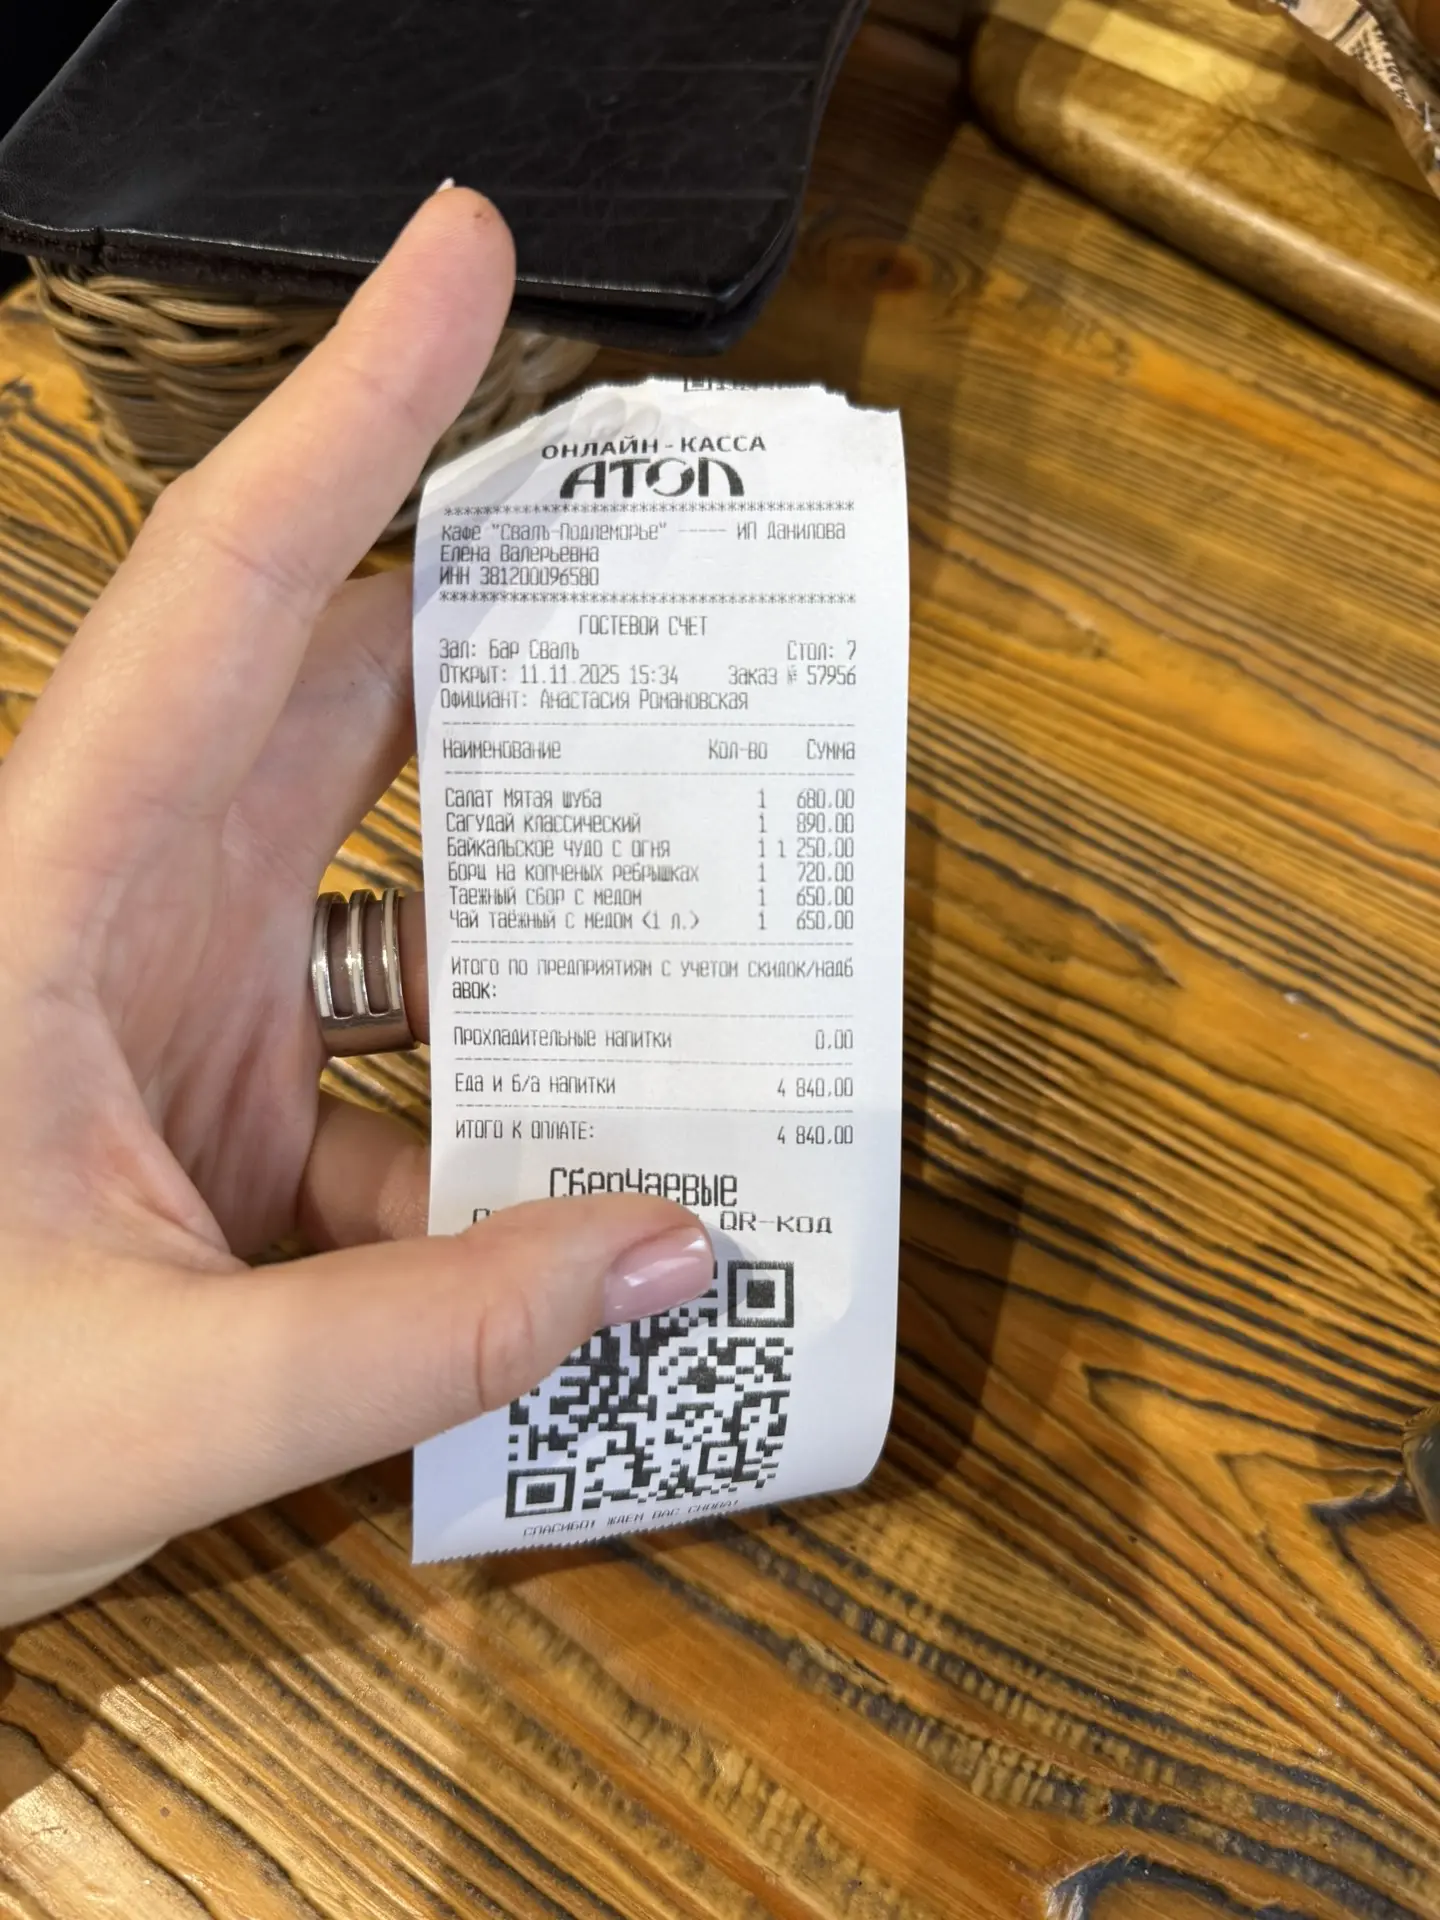 ОНЛАЙН-КАССА
АТОЛ
******************************************
Кафе "Сваль-Подлеморье" ----- ИП Данилова
Елена Валерьевна
ИНН 381200096580
******************************************
ГОСТЕВОЙ СЧЕТ
Зал: Бар Сваль Стол: 7
Открыт: 11.11.2025 15:34 Заказ № 57956
Официант: Анастасия Романовская
Наименование Кол-во Сумма
Салат Мятая шуба 1 680.00
Сагудай классический 1 890.00
Байкальское чудо с огня 1 1 250.00
Борщ на копченых ребрышках 1 720.00
Таежный сбор с медом 1 650.00
Чай таёжный с медом (1 л.) 1 650.00
Итого по предприятиям с учетом скидок/надб
авок:
Прохладительные напитки 0.00
Еда и б/а напитки 4 840.00
ИТОГО К ОПЛАТЕ: 4 840.00
СберЧаевые
QR-код
СПАСИБО! ЖДЕМ ВАС СНОВА!